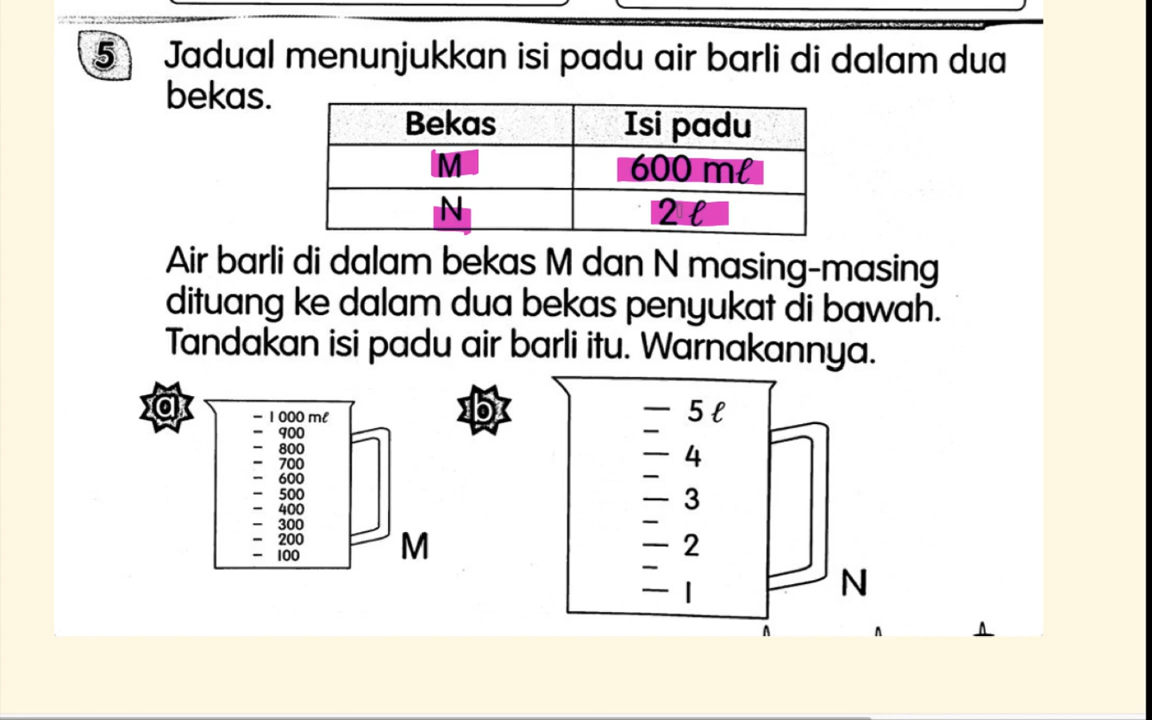 5 Jadual menunjukkan isi padu air barli di dalam dua
bekas.
Bekas Isi padu
M 600 mℓ
N 2 ℓ
Air barli di dalam bekas M dan N masing-masing
dituang ke dalam dua bekas penyukat di bawah.
Tandakan isi padu air barli itu. Warnakannya.
a
1 000 mℓ
900
800
700
600
500
400
300
200
100
M
b
5 ℓ
4
3
2
1
N